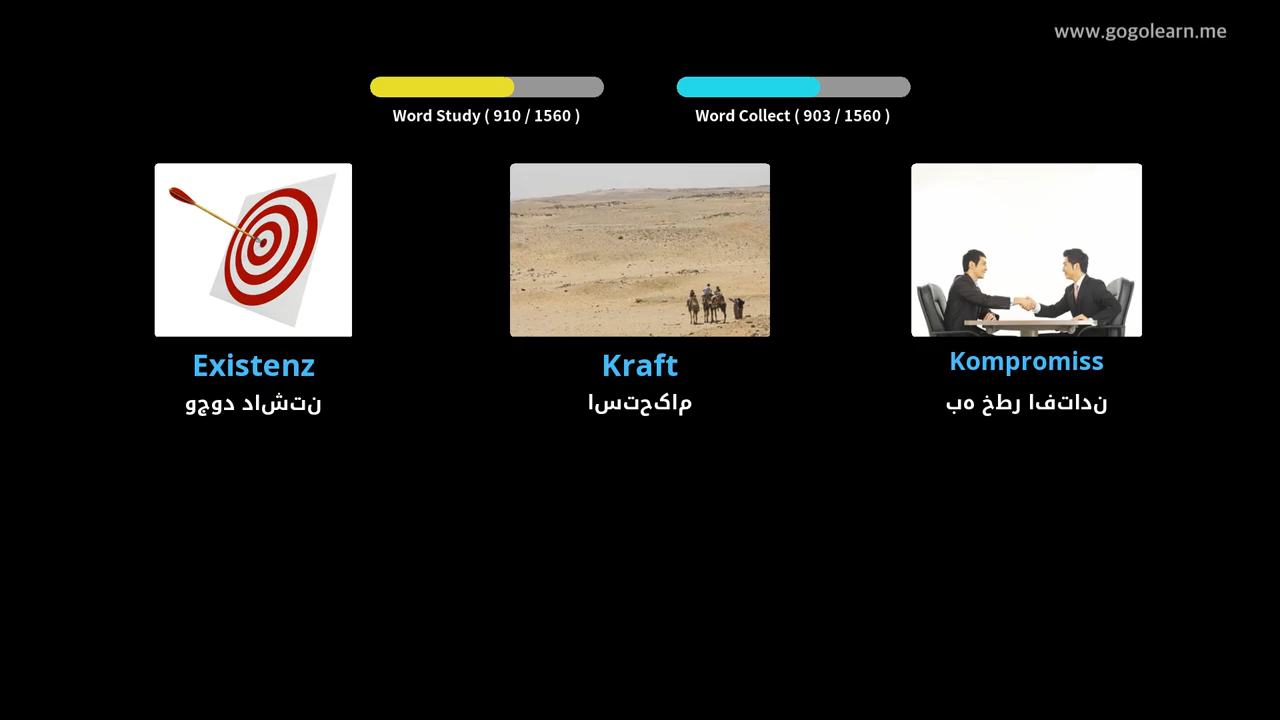 www.gogolearn.me
Word Study ( 910 / 1560 )
Word Collect ( 903 / 1560 )
Existenz
نتشاد دوجو
Kraft
ماکحتسا
Kompromiss
نداتفا رطخ هب